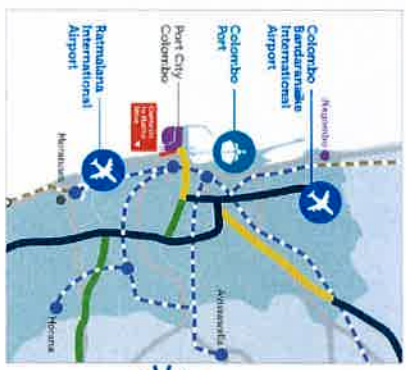 Ratmalana
International
Airport
Port City
Colombo
Colombo
Port
Colombo
Bandaranaike
International
Airport
Negombo
Moratuwa
Horana
Avissawella